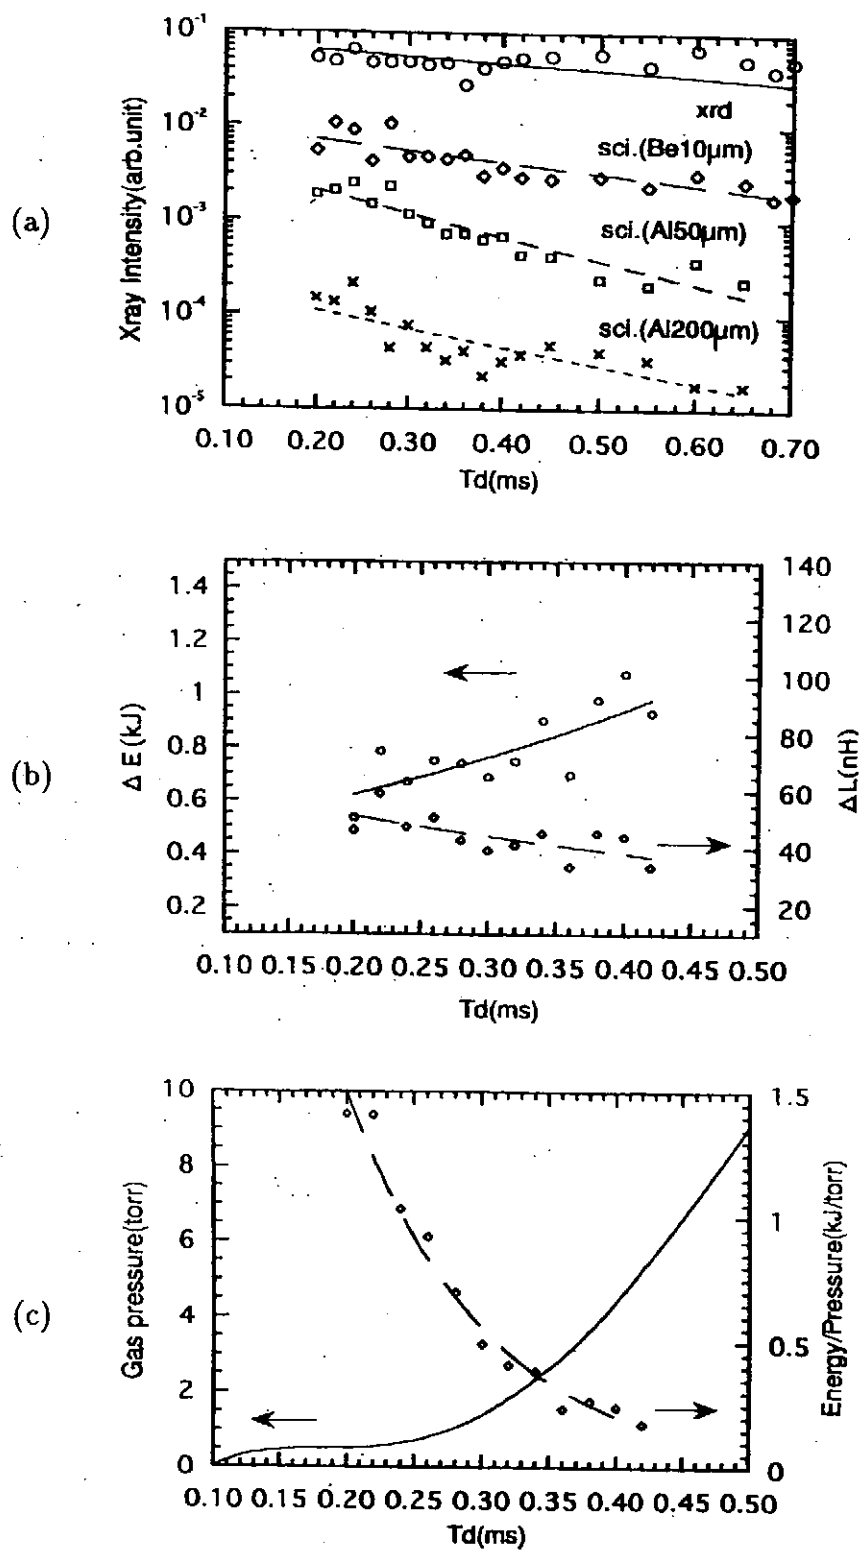 10⁻¹
10⁻²
10⁻³
10⁻⁴
10⁻⁵
Xray Intensity(arb.unit)
(a)
xrd
sci.(Be10μm)
sci.(Al50μm)
sci.(Al200μm)
0.10 0.20 0.30 0.40 0.50 0.60 0.70
Td(ms)
1.4
1.2
1
0.8
0.6
0.4
0.2
Δ E (kJ)
(b)
140
120
100
80
60
40
20
ΔL(nH)
0.10 0.15 0.20 0.25 0.30 0.35 0.40 0.50
Td(ms)
10
8
6
4
2
0
Gas pressure(torr)
(c)
1.5
1
0.5
0
Energy/Pressure(kJ/torr)
0.10 0.15 0.20 0.25 0.30 0.35 0.40 0.45 0.50
Td(ms)